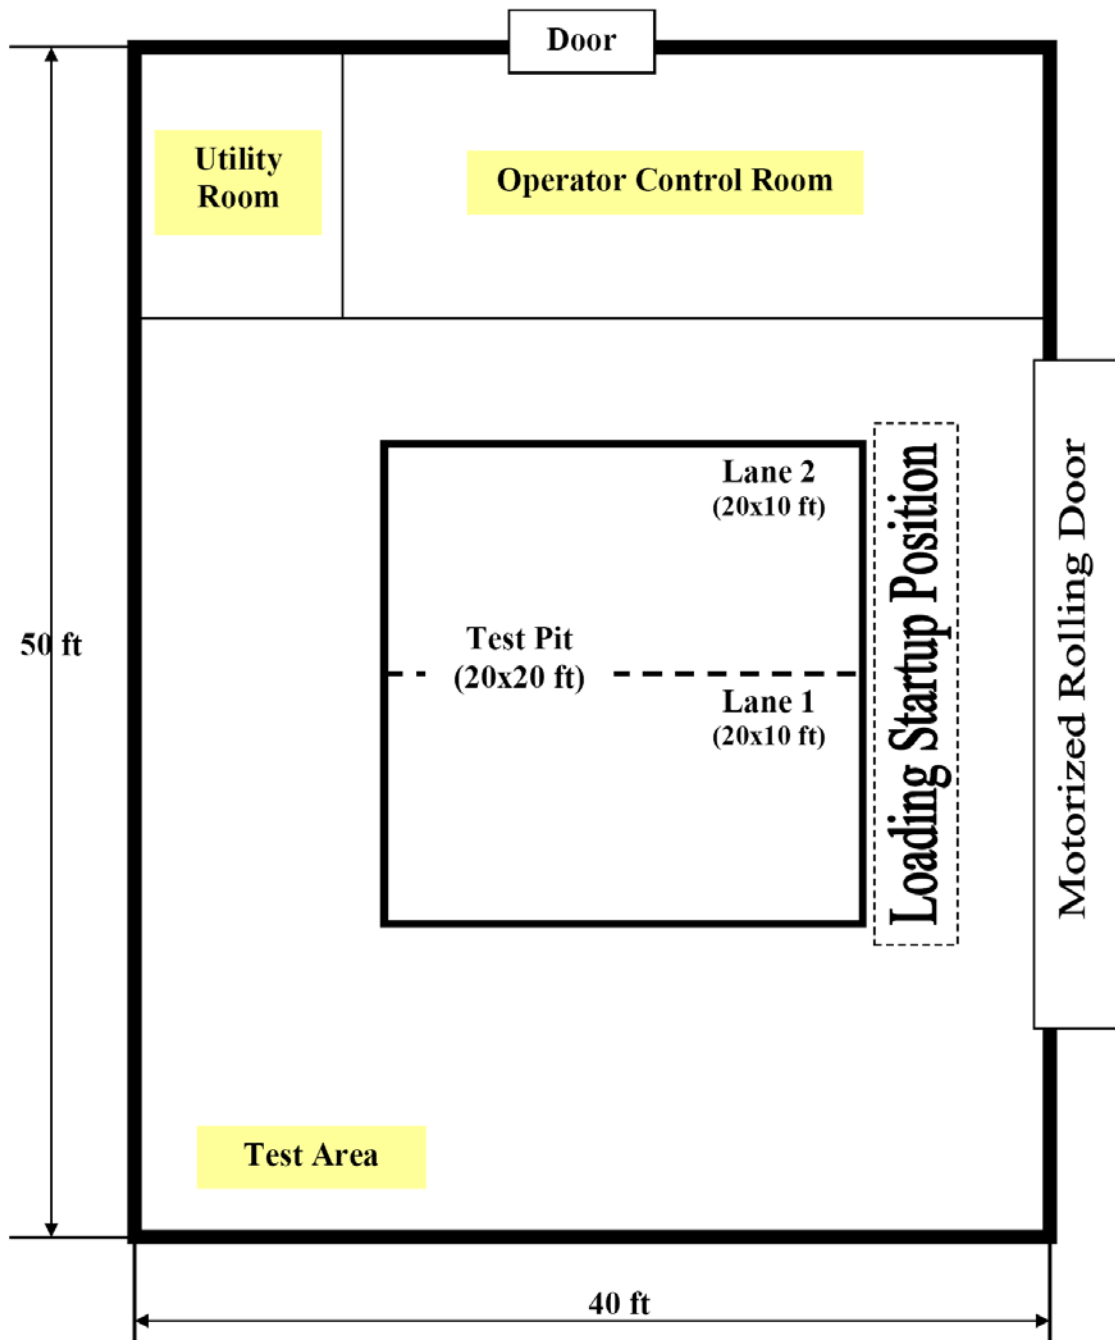 Door
Utility
Room
Operator Control Room
Lane 2
(20x10 ft)
Loading Startup Position
Motorized Rolling Door
50 ft
Test Pit
(20x20 ft)
Lane 1
(20x10 ft)
Test Area
40 ft